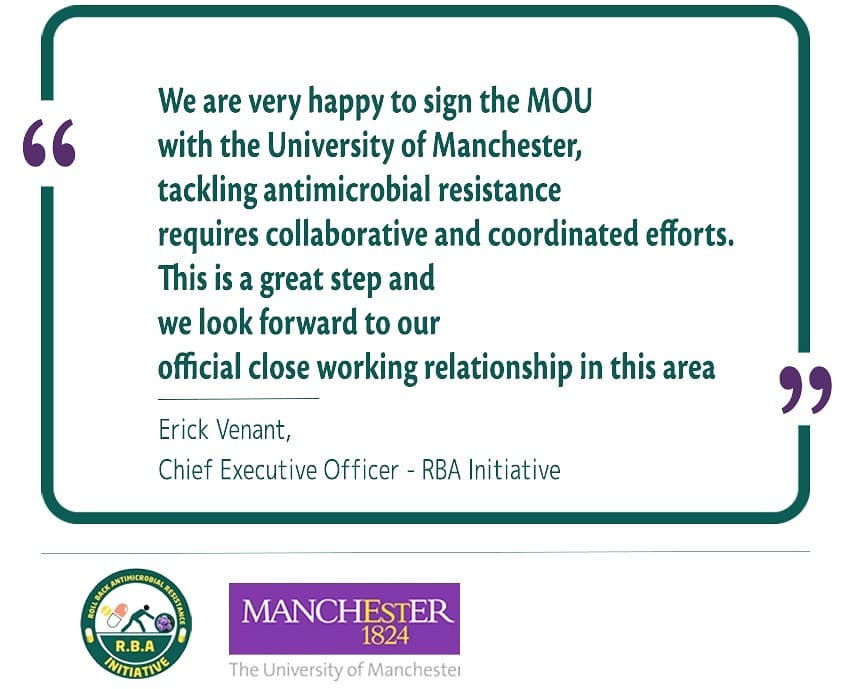 “
We are very happy to sign the MOU
with the University of Manchester,
tackling antimicrobial resistance
requires collaborative and coordinated efforts.
This is a great step and
we look forward to our
official close working relationship in this area
”
Erick Venant,
Chief Executive Officer - RBA Initiative
ROLL BACK ANTIMICROBIAL RESISTANCE
R.B.A
INITIATIVE
MANCHEstER
1824
The University of Manchester